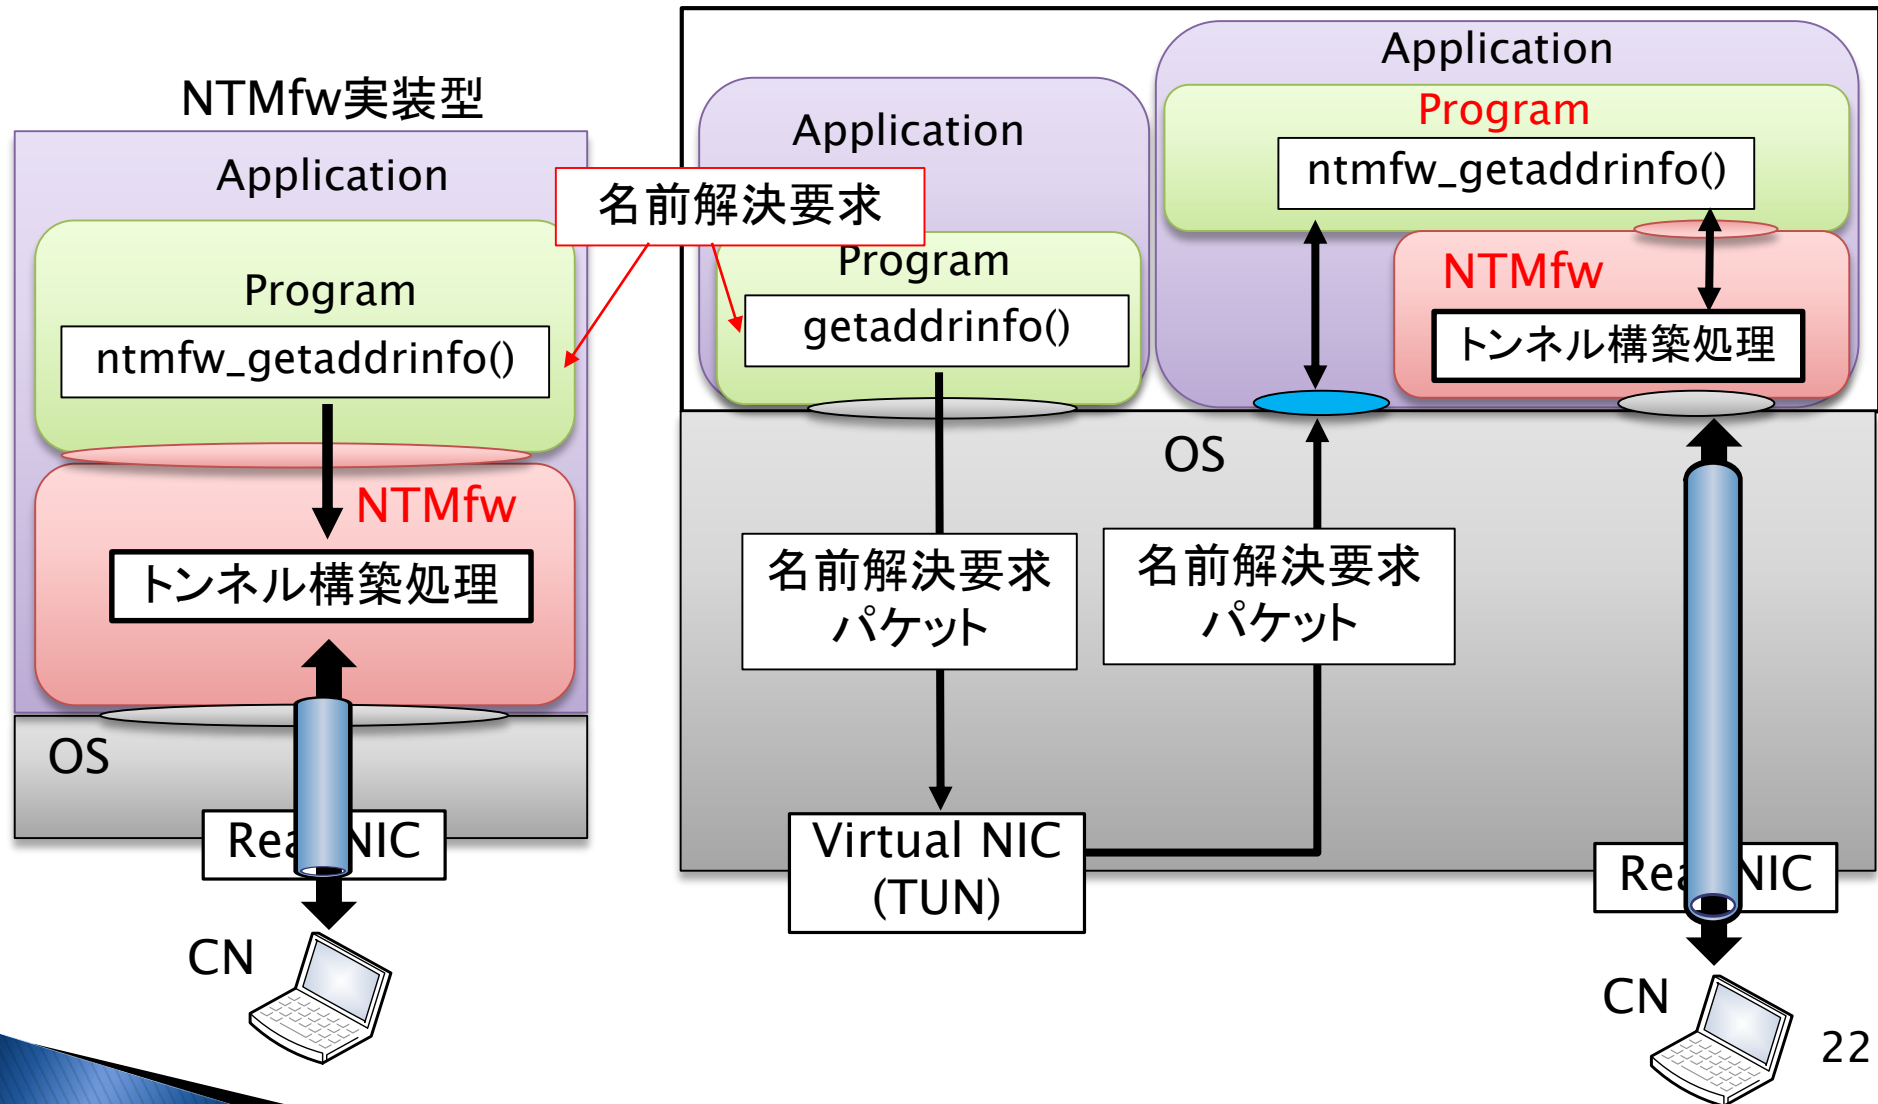 NTMfw実装型
Application
Program
ntmfw_getaddrinfo()
NTMfw
トンネル構築処理
OS
Real NIC
CN
名前解決要求
Application
Program
getaddrinfo()
Application
Program
ntmfw_getaddrinfo()
NTMfw
トンネル構築処理
OS
名前解決要求
パケット
名前解決要求
パケット
Virtual NIC
(TUN)
Real NIC
CN
22